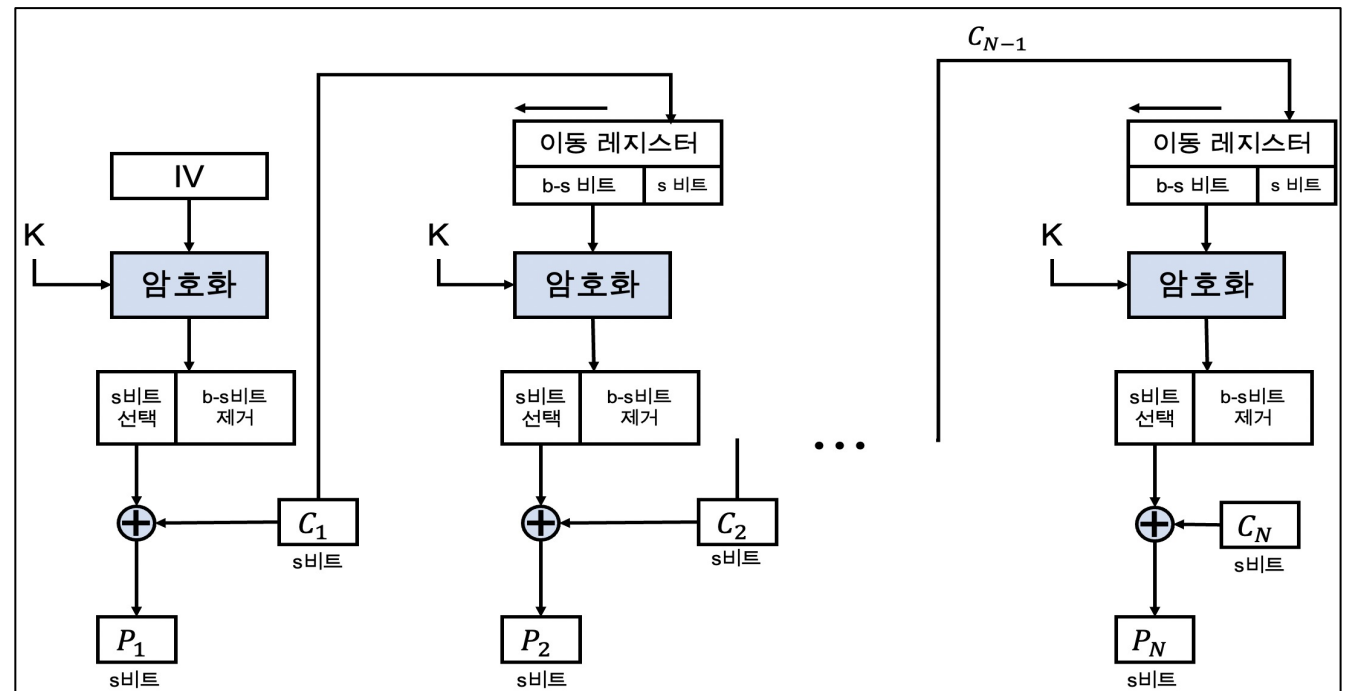 C_{N-1}
이동 레지스터
b-s 비트
s 비트
이동 레지스터
b-s 비트
s 비트
IV
K
암호화
K
암호화
K
암호화
s비트
선택
b-s비트
제거
s비트
선택
b-s비트
제거
...
s비트
선택
b-s비트
제거
+
C_1
s비트
+
C_2
s비트
+
C_N
s비트
P_1
s비트
P_2
s비트
P_N
s비트